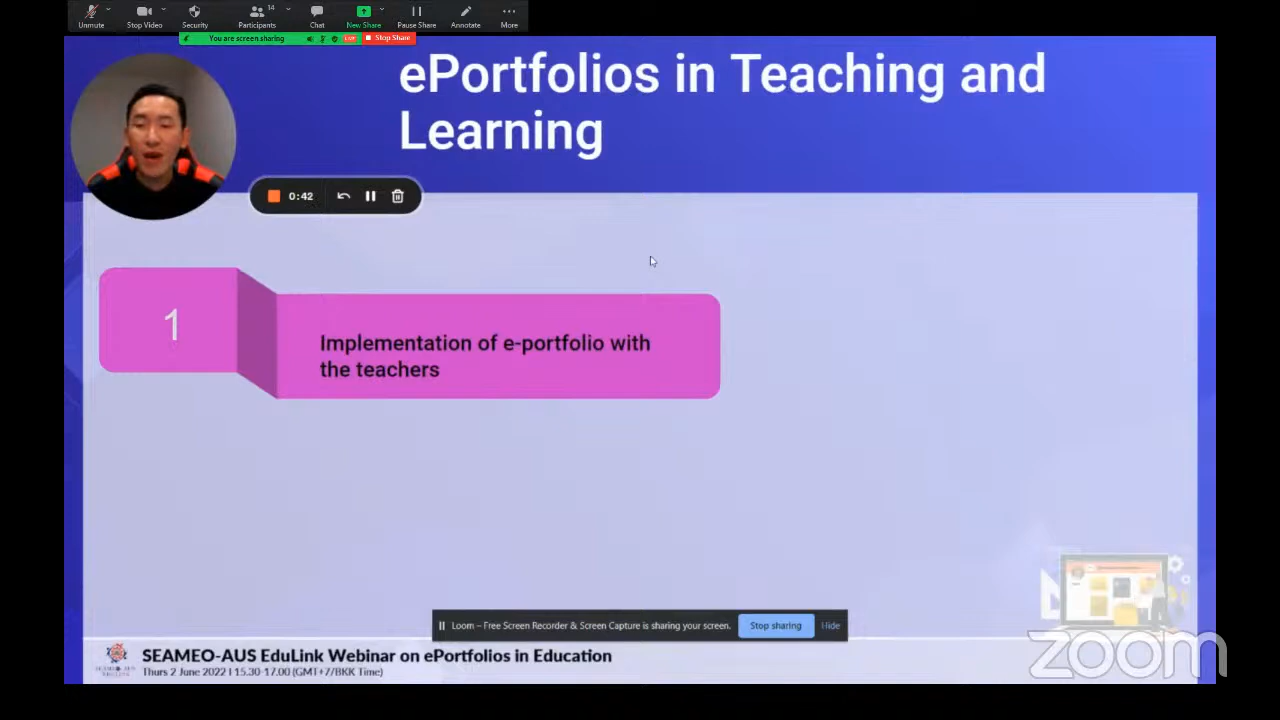 14
Unmute
Stop Video
Security
Participants
Chat
New Share
Pause Share
Annotate
More
You are screen sharing
LIVE
Stop Share
ePortfolios in Teaching and
Learning
0:42
1
Implementation of e-portfolio with
the teachers
Loom – Free Screen Recorder & Screen Capture is sharing your screen.
Stop sharing
Hide
SEAMEO-AUS EduLink Webinar on ePortfolios in Education
Thurs 2 June 2022 I 15.30-17.00 (GMT+7/BKK Time)
zoom